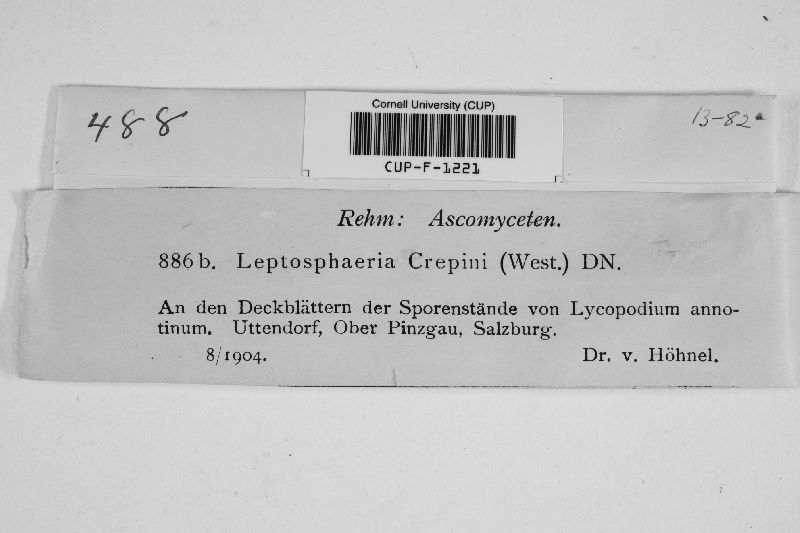 488
Cornell University (CUP)
CUP-F-1221
13-82
Rehm: Ascomyceten.
886 b. Leptosphaeria Crepini (West.) DN.
An den Deckblättern der Sporenstände von Lycopodium anno-
tinum. Uttendorf, Ober Pinzgau, Salzburg.
8/1904. Dr. v. Höhnel.